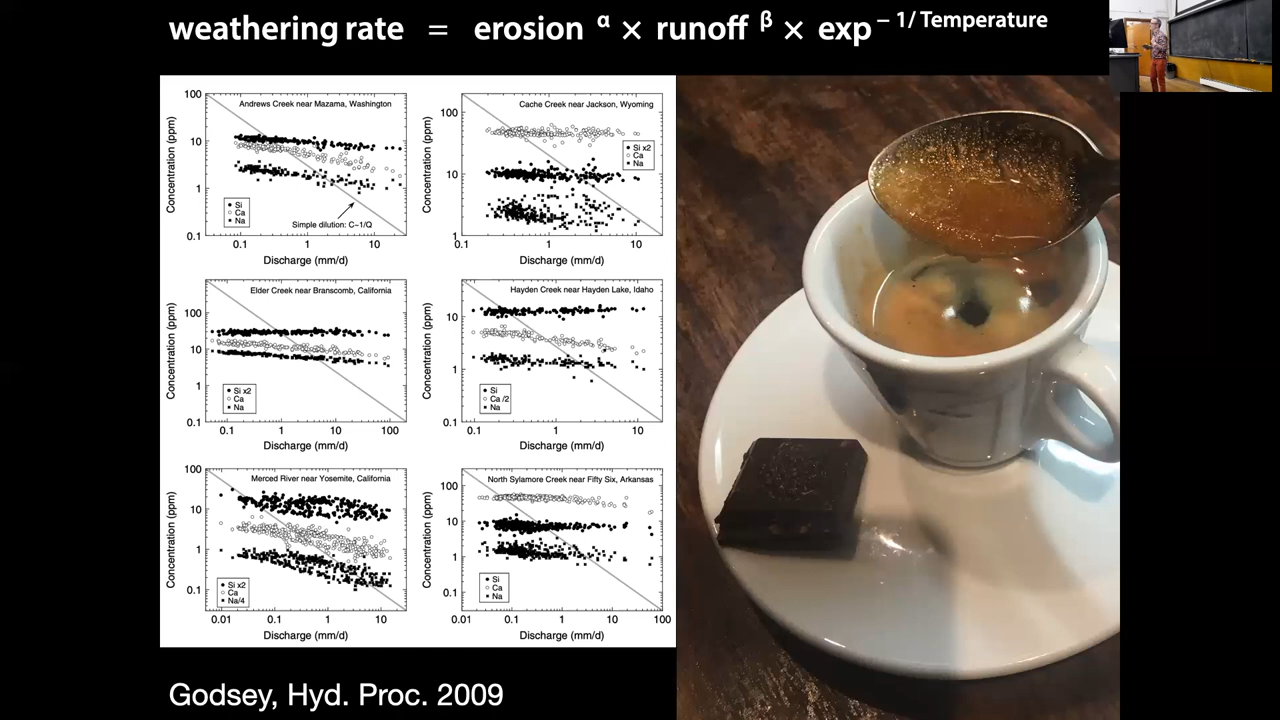 weathering rate = erosion α × runoff β × exp – 1/ Temperature
100
10
1
0.1
Concentration (ppm)
Andrews Creek near Mazama, Washington
Si
Ca
Na
Simple dilution: C~1/Q
0.1 1 10
Discharge (mm/d)
100
10
1
Concentration (ppm)
Cache Creek near Jackson, Wyoming
Si x2
Ca
Na
0.1 1 10
Discharge (mm/d)
100
10
1
0.1
Concentration (ppm)
Elder Creek near Branscomb, California
Si x2
Ca
Na
0.1 1 10 100
Discharge (mm/d)
10
1
0.1
Concentration (ppm)
Hayden Creek near Hayden Lake, Idaho
Si
Ca /2
Na
0.1 1 10
Discharge (mm/d)
100
10
1
0.1
Concentration (ppm)
Merced River near Yosemite, California
Si x2
Ca
Na/4
0.01 0.1 1 10
Discharge (mm/d)
100
10
1
0.1
Concentration (ppm)
North Sylamore Creek near Fifty Six, Arkansas
Si
Ca
Na
0.01 0.1 1 10 100
Discharge (mm/d)
Godsey, Hyd. Proc. 2009